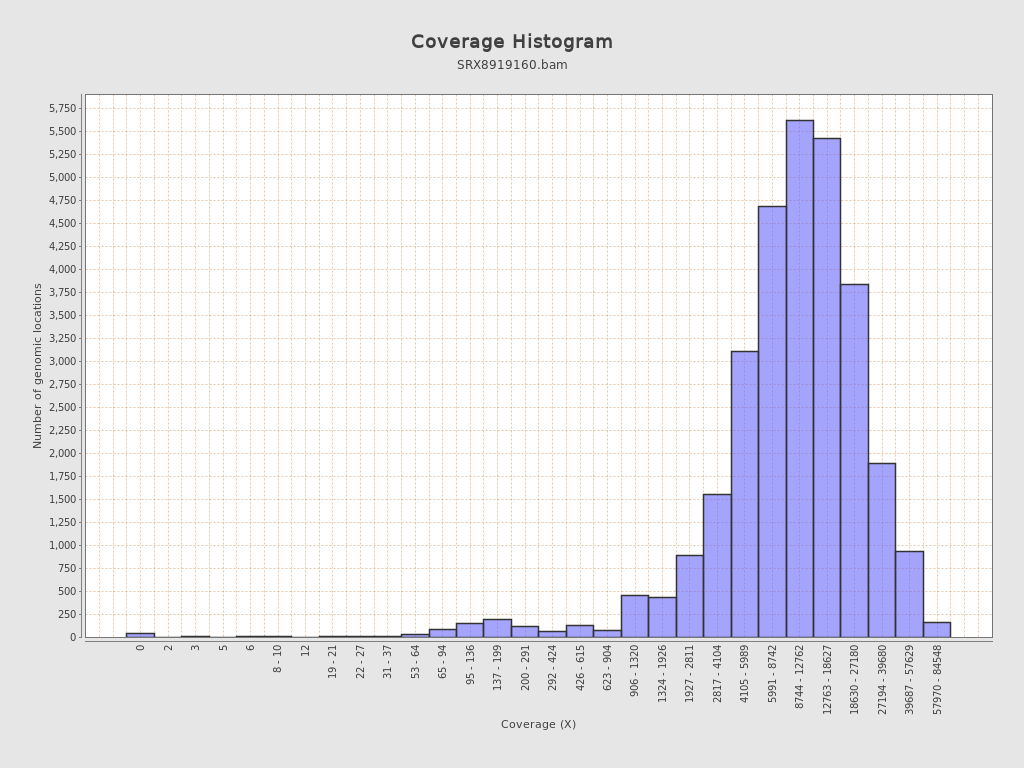 Coverage Histogram
SRX8919160.bam
Number of genomic locations
5,750
5,500
5,250
5,000
4,750
4,500
4,250
4,000
3,750
3,500
3,250
3,000
2,750
2,500
2,250
2,000
1,750
1,500
1,250
1,000
750
500
250
0
0
2
3
5
6
8 - 10
12
19 - 21
22 - 27
31 - 37
53 - 64
65 - 94
95 - 136
137 - 199
200 - 291
292 - 424
426 - 615
623 - 904
906 - 1320
1324 - 1926
1927 - 2811
2817 - 4104
4105 - 5989
5991 - 8742
8744 - 12762
12763 - 18627
18630 - 27180
27194 - 39680
39687 - 57629
57970 - 84548
Coverage (X)